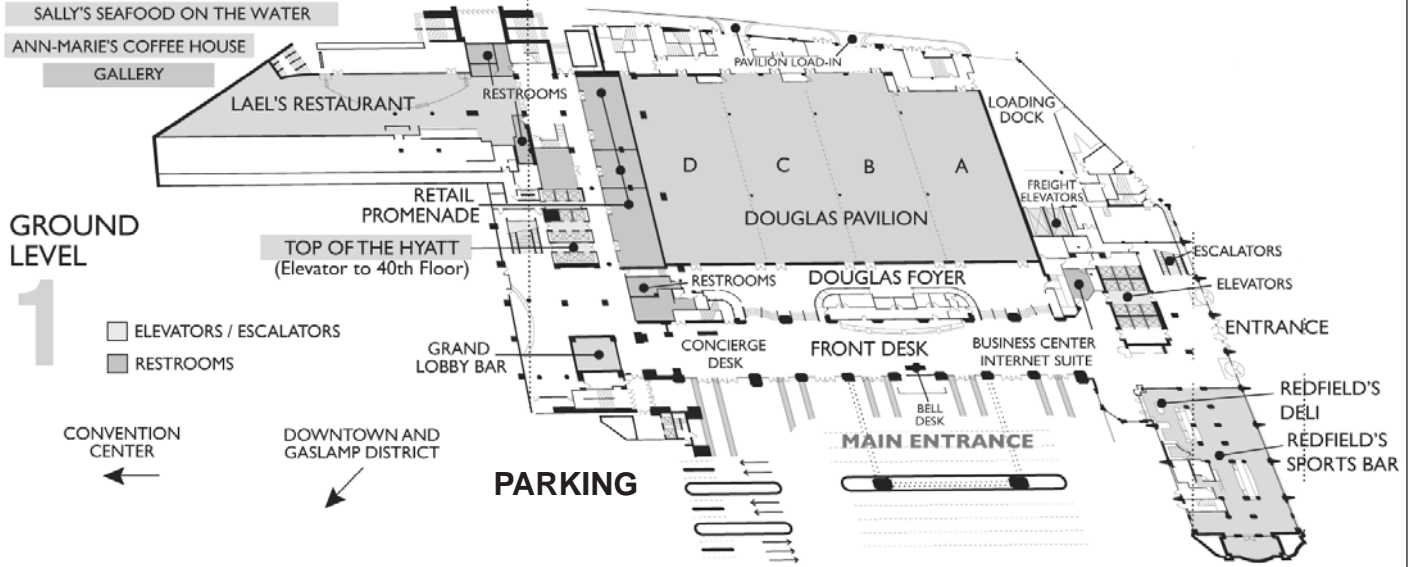 SALLY'S SEAFOOD ON THE WATER
ANN-MARIE'S COFFEE HOUSE
GALLERY
LAEL'S RESTAURANT
RESTROOMS
PAVILION LOAD-IN
LOADING
DOCK
D
C
B
A
DOUGLAS PAVILION
FREIGHT
ELEVATORS
RETAIL
PROMENADE
GROUND
LEVEL
1
TOP OF THE HYATT
(Elevator to 40th Floor)
RESTROOMS
DOUGLAS FOYER
ESCALATORS
ELEVATORS
ELEVATORS / ESCALATORS
RESTROOMS
GRAND
LOBBY BAR
CONCIERGE
DESK
FRONT DESK
BUSINESS CENTER
INTERNET SUITE
ENTRANCE
BELL
DESK
MAIN ENTRANCE
REDFIELD'S
DELI
REDFIELD'S
SPORTS BAR
CONVENTION
CENTER
DOWNTOWN AND
GASLAMP DISTRICT
PARKING